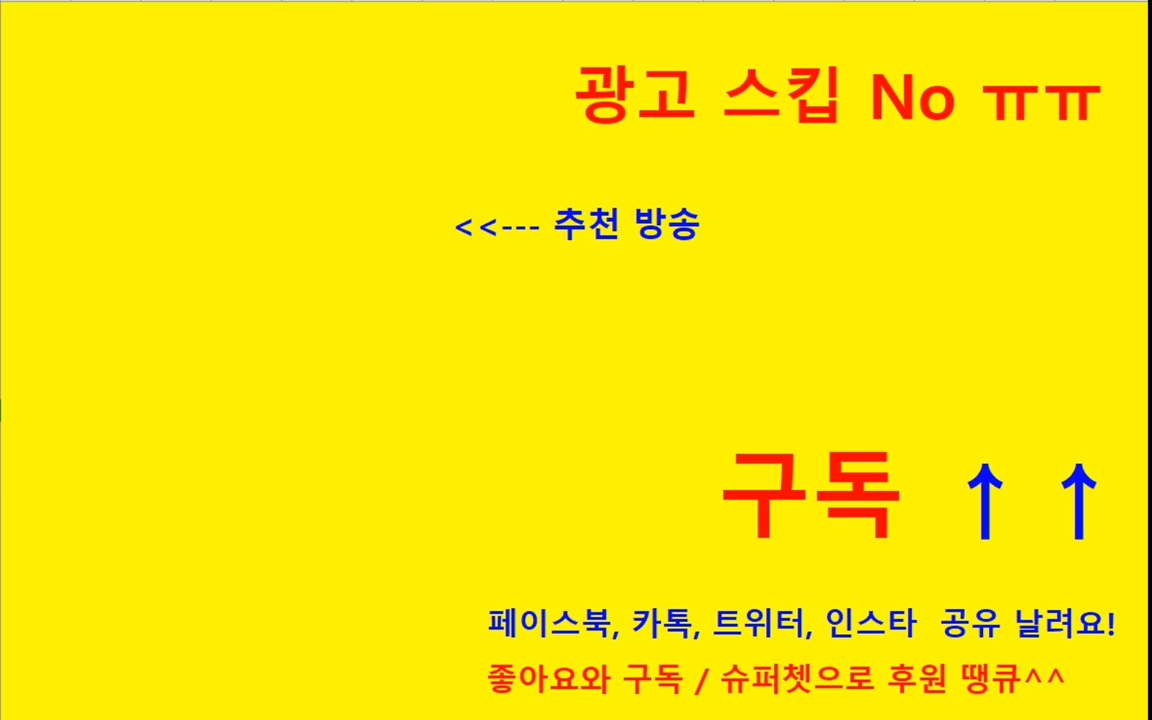 광고 스킵 No ㅠㅠ
<<--- 추천 방송
구독 ↑ ↑
페이스북, 카톡, 트위터, 인스타 공유 날려요!
좋아요와 구독 / 슈퍼쳇으로 후원 땡큐^^